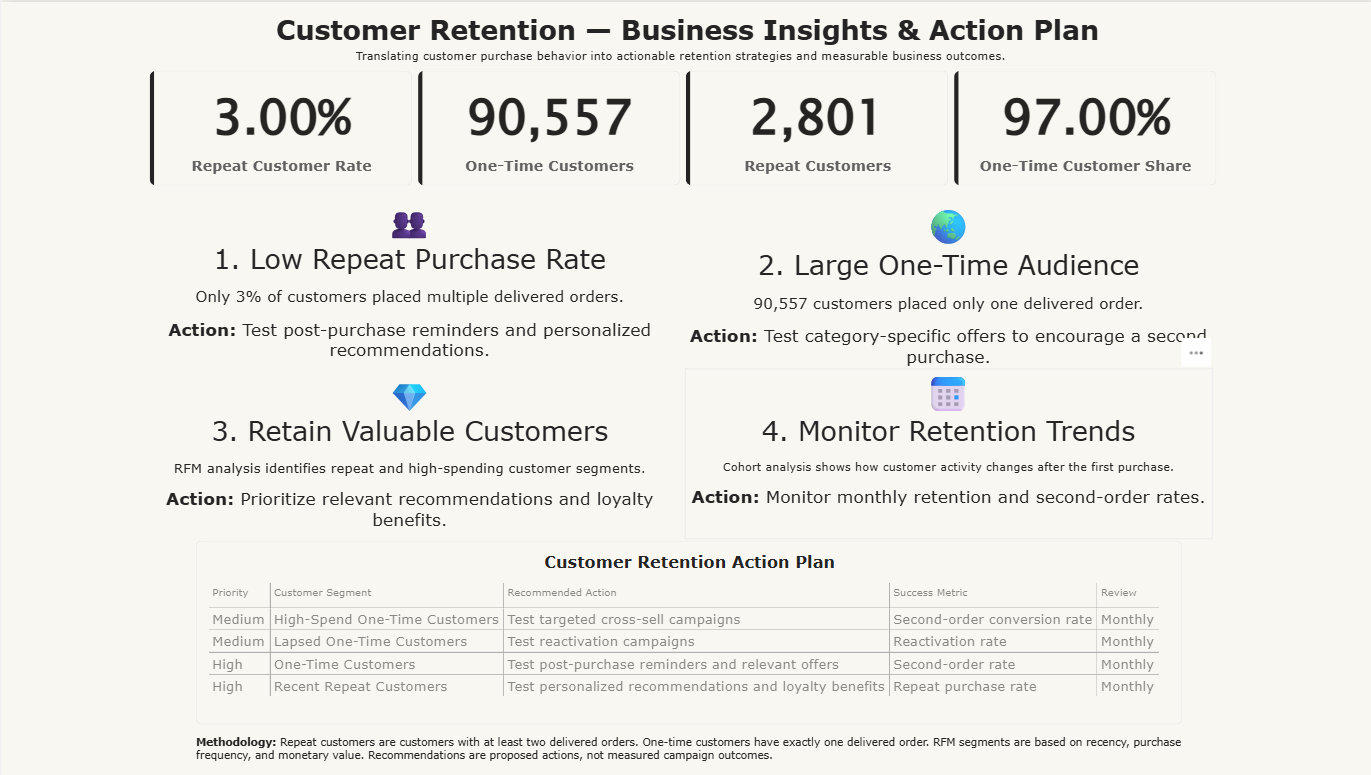 Customer Retention — Business Insights & Action Plan
Translating customer purchase behavior into actionable retention strategies and measurable business outcomes.
3.00%
Repeat Customer Rate
90,557
One-Time Customers
2,801
Repeat Customers
97.00%
One-Time Customer Share
1. Low Repeat Purchase Rate
Only 3% of customers placed multiple delivered orders.
Action: Test post-purchase reminders and personalized
recommendations.
2. Large One-Time Audience
90,557 customers placed only one delivered order.
Action: Test category-specific offers to encourage a second
purchase.
3. Retain Valuable Customers
RFM analysis identifies repeat and high-spending customer segments.
Action: Prioritize relevant recommendations and loyalty
benefits.
4. Monitor Retention Trends
Cohort analysis shows how customer activity changes after the first purchase.
Action: Monitor monthly retention and second-order rates.
Customer Retention Action Plan
Priority Customer Segment Recommended Action Success Metric Review
Medium High-Spend One-Time Customers Test targeted cross-sell campaigns Second-order conversion rate Monthly
Medium Lapsed One-Time Customers Test reactivation campaigns Reactivation rate Monthly
High One-Time Customers Test post-purchase reminders and relevant offers Second-order rate Monthly
High Recent Repeat Customers Test personalized recommendations and loyalty benefits Repeat purchase rate Monthly
Methodology: Repeat customers are customers with at least two delivered orders. One-time customers have exactly one delivered order. RFM segments are based on recency, purchase
frequency, and monetary value. Recommendations are proposed actions, not measured campaign outcomes.